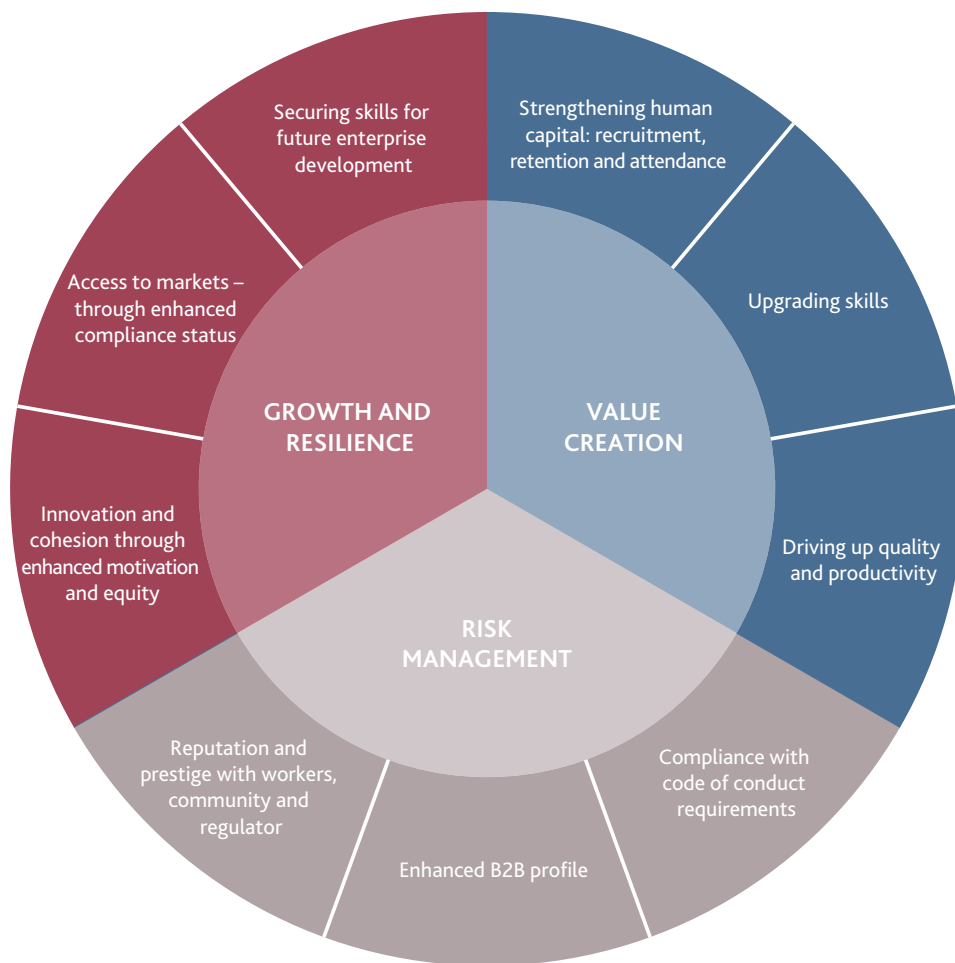 Securing skills for
future enterprise
development
Strengthening human
capital: recruitment,
retention and attendance
Access to markets –
through enhanced
compliance status
Upgrading skills
GROWTH AND
RESILIENCE
VALUE
CREATION
Innovation and
cohesion through
enhanced motivation
and equity
Driving up quality
and productivity
RISK
MANAGEMENT
Reputation and
prestige with workers,
community and
regulator
Compliance with
code of conduct
requirements
Enhanced B2B profile